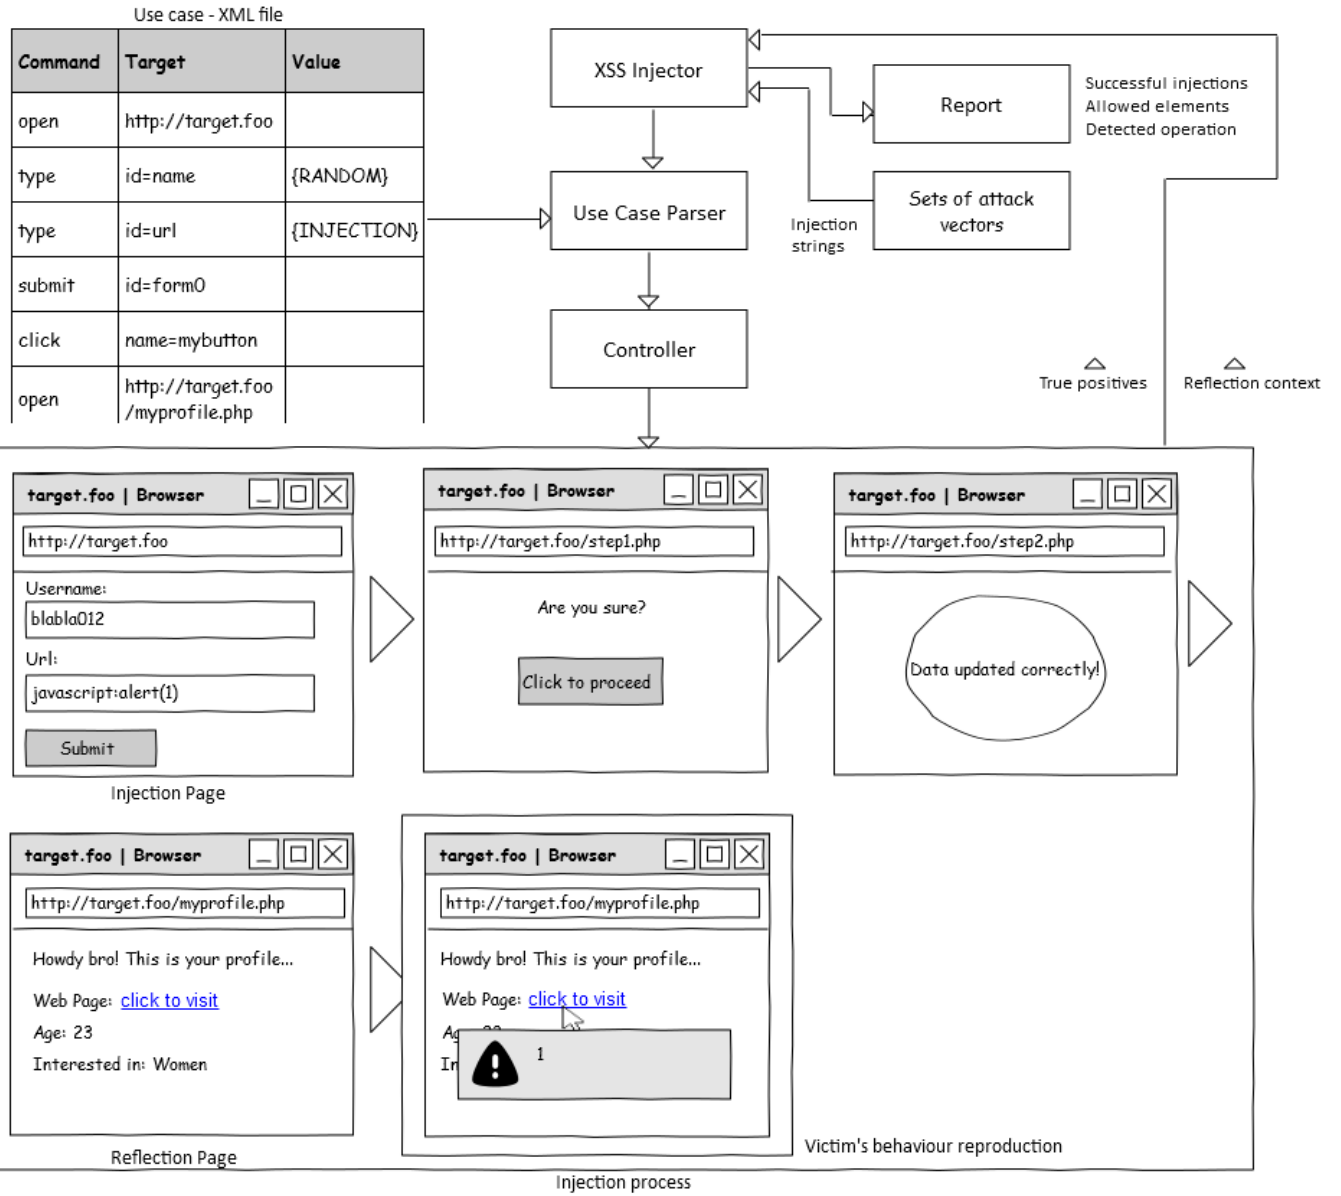 Use case - XML file
Command Target Value
open http://target.foo
type id=name {RANDOM}
type id=url {INJECTION}
submit id=form0
click name=mybutton
open http://target.foo
/myprofile.php
XSS Injector
Report
Successful injections
Allowed elements
Detected operation
Use Case Parser
Injection
strings
Sets of attack
vectors
Controller
True positives
Reflection context
target.foo | Browser
http://target.foo
Username:
blabla012
Url:
javascript:alert(1)
Submit
Injection Page
target.foo | Browser
http://target.foo/step1.php
Are you sure?
Click to proceed
target.foo | Browser
http://target.foo/step2.php
Data updated correctly!
target.foo | Browser
http://target.foo/myprofile.php
Howdy bro! This is your profile...
Web Page: click to visit
Age: 23
Interested in: Women
Reflection Page
target.foo | Browser
http://target.foo/myprofile.php
Howdy bro! This is your profile...
Web Page: click to visit
1
Victim's behaviour reproduction
Injection process